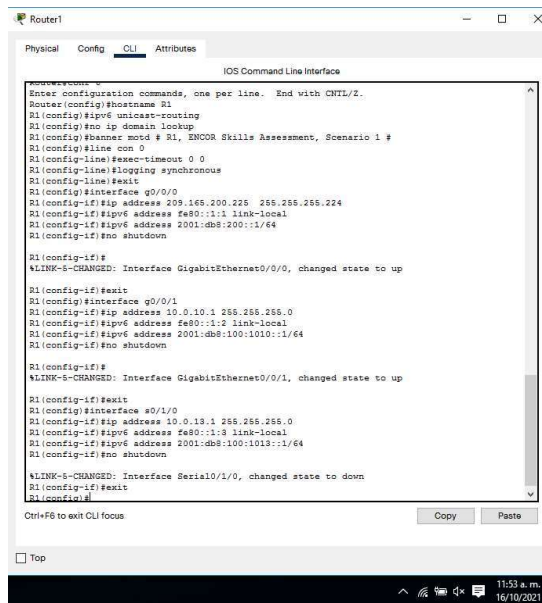 Router1
Physical Config CLI Attributes
IOS Command Line Interface
Enter configuration commands, one per line. End with CNTL/Z.
Router(config)#hostname R1
R1(config)#ipv6 unicast-routing
R1(config)#no ip domain lookup
R1(config)#banner motd # R1, ENCOR Skills Assessment, Scenario 1 #
R1(config)#line con 0
R1(config-line)#exec-timeout 0 0
R1(config-line)#logging synchronous
R1(config-line)#exit
R1(config)#interface g0/0/0
R1(config-if)#ip address 209.165.200.225 255.255.255.224
R1(config-if)#ipv6 address fe80::1:1 link-local
R1(config-if)#ipv6 address 2001:db8:200::1/64
R1(config-if)#no shutdown
R1(config-if)#
%LINK-5-CHANGED: Interface GigabitEthernet0/0/0, changed state to up
R1(config-if)#exit
R1(config)#interface g0/0/1
R1(config-if)#ip address 10.0.10.1 255.255.255.0
R1(config-if)#ipv6 address fe80::1:2 link-local
R1(config-if)#ipv6 address 2001:db8:100:1010::1/64
R1(config-if)#no shutdown
R1(config-if)#
%LINK-5-CHANGED: Interface GigabitEthernet0/0/1, changed state to up
R1(config-if)#exit
R1(config)#interface s0/1/0
R1(config-if)#ip address 10.0.13.1 255.255.255.0
R1(config-if)#ipv6 address fe80::1:3 link-local
R1(config-if)#ipv6 address 2001:db8:100:1013::1/64
R1(config-if)#no shutdown
%LINK-5-CHANGED: Interface Serial0/1/0, changed state to down
R1(config-if)#exit
R1(config)#
Ctrl+F6 to exit CLI focus
Copy Paste
Top
11:53 a. m.
16/10/2021